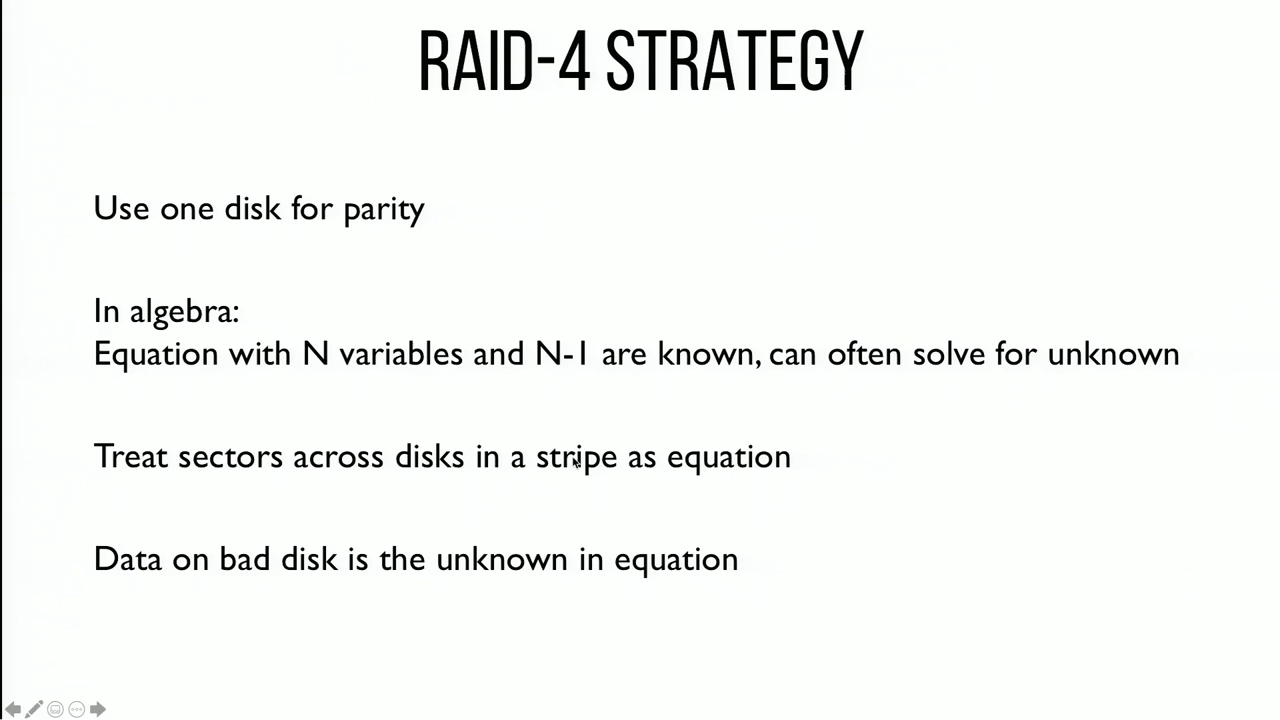 RAID-4 STRATEGY
Use one disk for parity
In algebra:
Equation with N variables and N-1 are known, can often solve for unknown
Treat sectors across disks in a stripe as equation
Data on bad disk is the unknown in equation